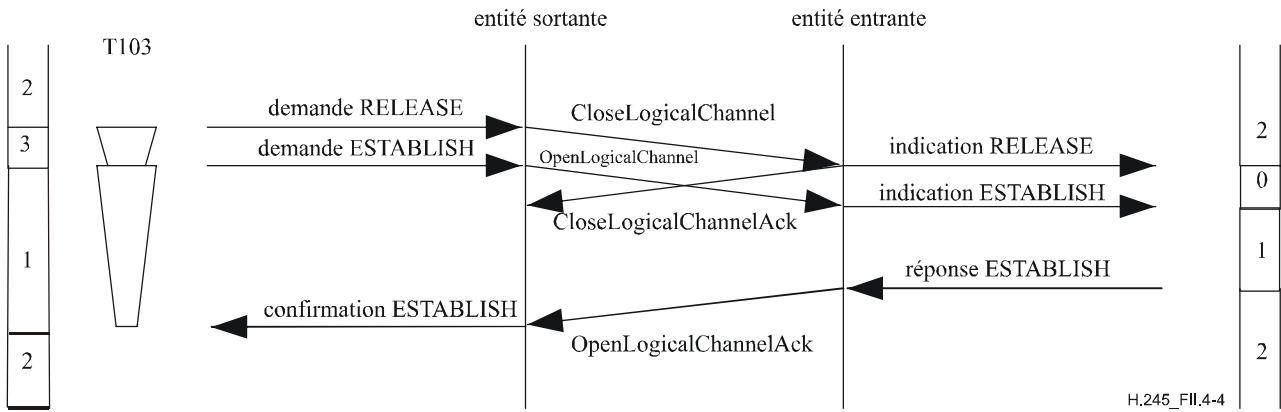 entité sortante
entité entrante
T103
2
demande RELEASE
CloseLogicalChannel
2
3
demande ESTABLISH
OpenLogicalChannel
indication RELEASE
0
indication ESTABLISH
CloseLogicalChannelAck
1
1
réponse ESTABLISH
confirmation ESTABLISH
OpenLogicalChannelAck
2
2
H.245_FII.4-4